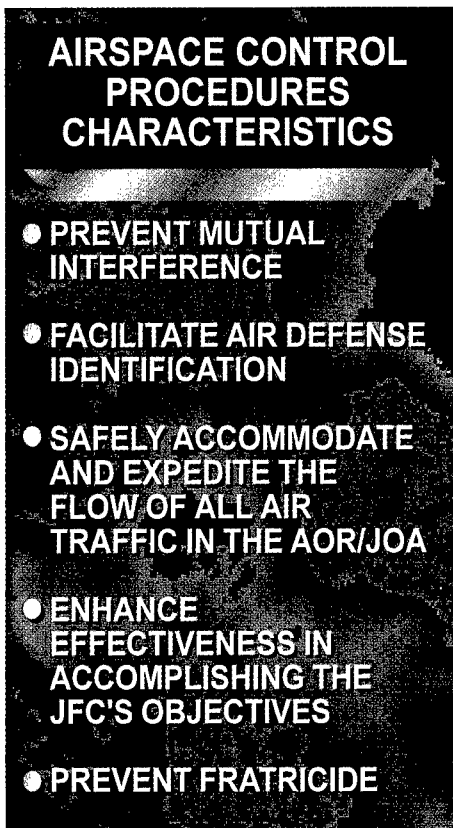 AIRSPACE CONTROL
PROCEDURES
CHARACTERISTICS
PREVENT MUTUAL
INTERFERENCE
FACILITATE AIR DEFENSE
IDENTIFICATION
SAFELY ACCOMMODATE
AND EXPEDITE THE
FLOW OF ALL AIR
TRAFFIC IN THE AOR/JOA
ENHANCE
EFFECTIVENESS IN
ACCOMPLISHING THE
JFC'S OBJECTIVES
PREVENT FRATRICIDE